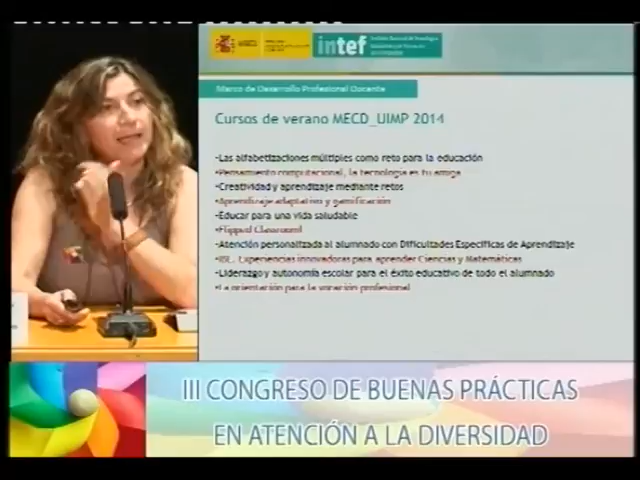 intef
Marco de Desarrollo Profesional Docente
Cursos de verano MECD_UIMP 2014
•Las alfabetizaciones múltiples como reto para la educación
•Pensamiento computacional, la tecnología es tu amiga
•Creatividad y aprendizaje mediante retos
•Aprendizaje adaptativo y gamificación
•Educar para una vida saludable
•Flipped Classroom
•Atención personalizada al alumnado con Dificultades Específicas de Aprendizaje
Experiencias innovadoras para aprender Ciencias y Matemáticas
•Liderazgo y autonomía escolar para el éxito educativo de todo el alumnado
•La orientación para la vocación profesional
III CONGRESO DE BUENAS PRÁCTICAS
EN ATENCIÓN A LA DIVERSIDAD